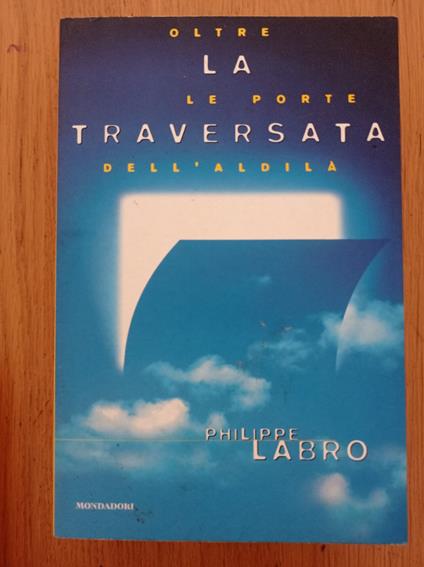 OLTRE
LA
LE PORTE
TRAVERSATA
DELL'ALDILÀ
PHILIPPE
LABRO
MONDADORI